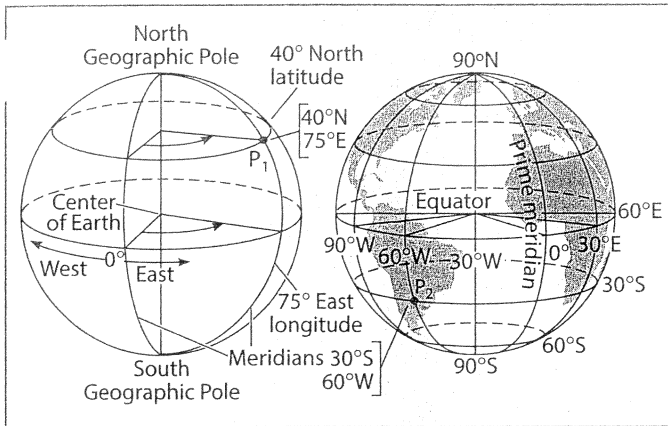 North
Geographic Pole
40° North
latitude
40°N
75°E
P₁
Center
of Earth
West
0°
East
75° East
longitude
Meridians
South
Geographic Pole
90°N
Prime meridian
Equator
60°E
90°W
60°W
30°W
0°
30°E
30°S
P₂
30°S
60°W
60°S
90°S